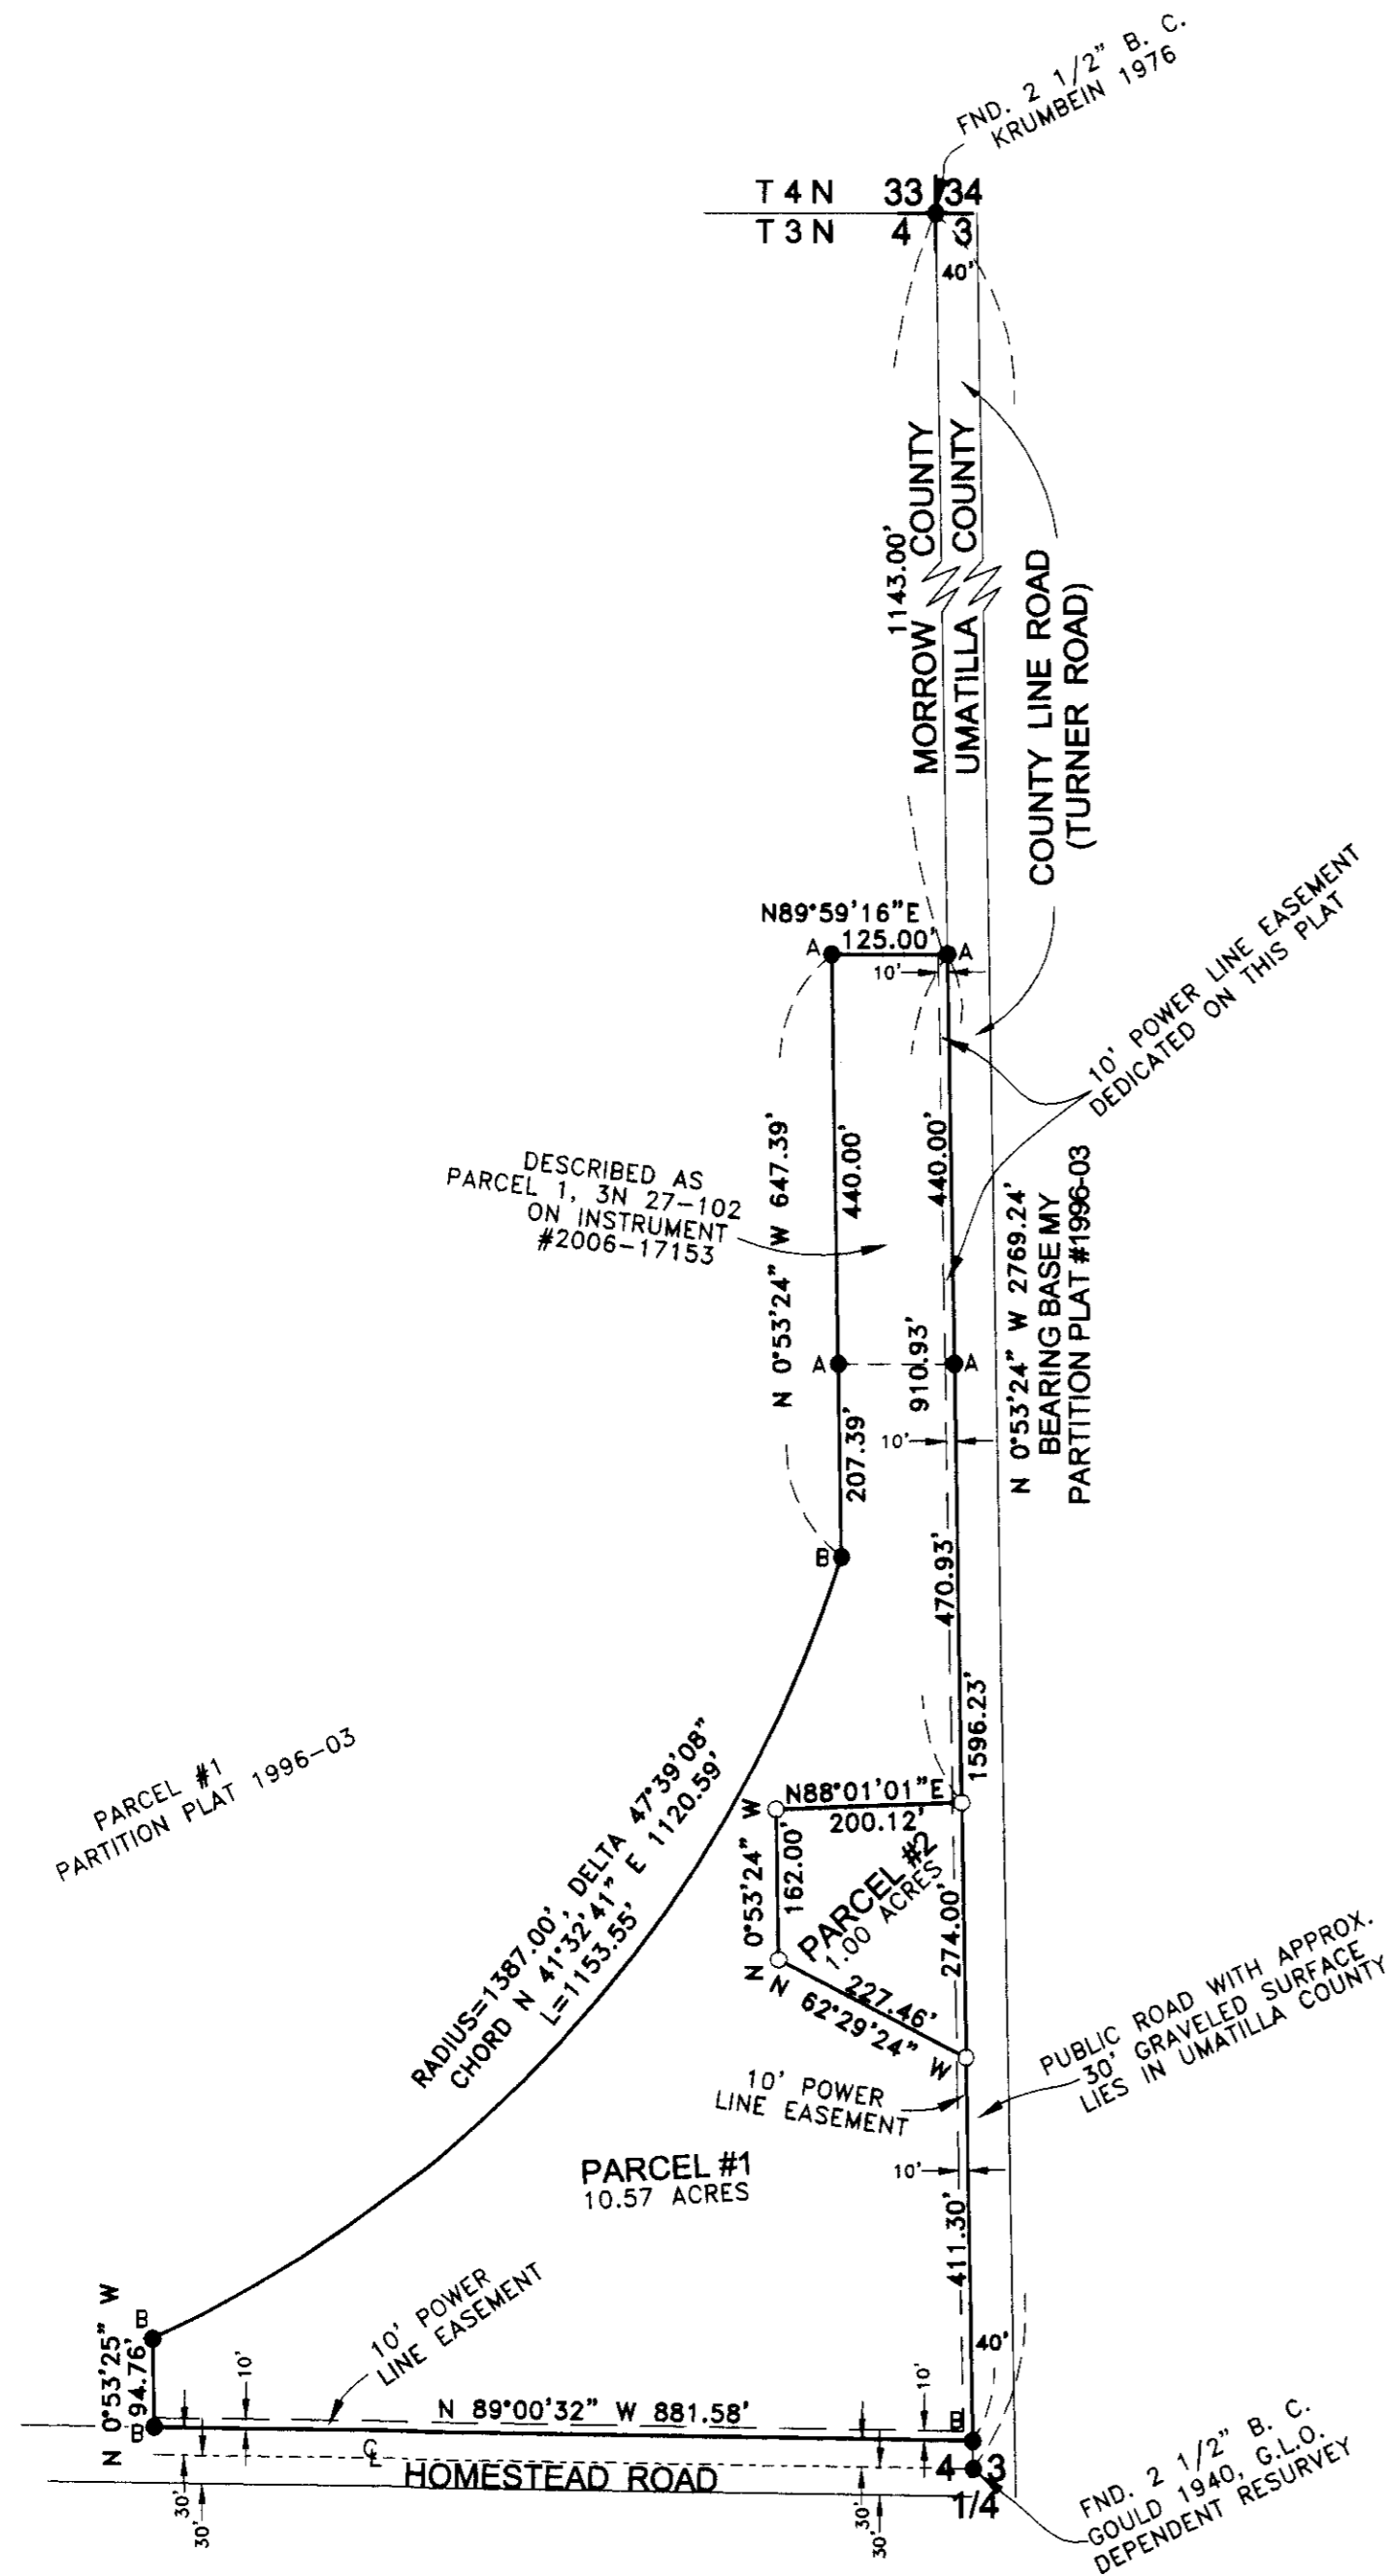 FND. 2 1/2" B. C.
KRUMBEIN 1976
T 4 N 33 34
T 3 N 4 3
40'
MORROW COUNTY
UMATILLA COUNTY
1143.00'
COUNTY LINE ROAD
(TURNER ROAD)
N89°59'16"E
125.00'
A
A
10'
10' POWER LINE EASEMENT
DEDICATED ON THIS PLAT
DESCRIBED AS
PARCEL 1, 3N 27-102
ON INSTRUMENT
#2006-17153
N 0°53'24" W 647.39'
440.00'
440.00'
910.93'
N 0°53'24" W 2769.24'
BEARING BASE MY
PARTITION PLAT #1996-03
A
A
10'
207.39'
B
470.93'
1596.23'
PARCEL #1
PARTITION PLAT 1996-03
RADIUS=1387.00', DELTA 47°39'08"
CHORD N 41°32'41" E 1120.59'
L=1153.55'
N88°01'01"E
200.12'
N 0°53'24" W
162.00'
PARCEL #2
1.00 ACRES
274.00'
227.46'
N 62°29'24" W
10' POWER
LINE EASEMENT
PUBLIC ROAD WITH APPROX.
30' GRAVELED SURFACE
LIES IN UMATILLA COUNTY
PARCEL #1
10.57 ACRES
10'
411.30'
10' POWER
LINE EASEMENT
N 0°53'25" W
94.76'
B
B
10'
N 89°00'32" W 881.58'
10'
40'
B
℄
HOMESTEAD ROAD
4 3
1/4
30'
30'
30'
30'
FND. 2 1/2" B. C.
GOULD 1940, G.L.O.
DEPENDENT RESURVEY